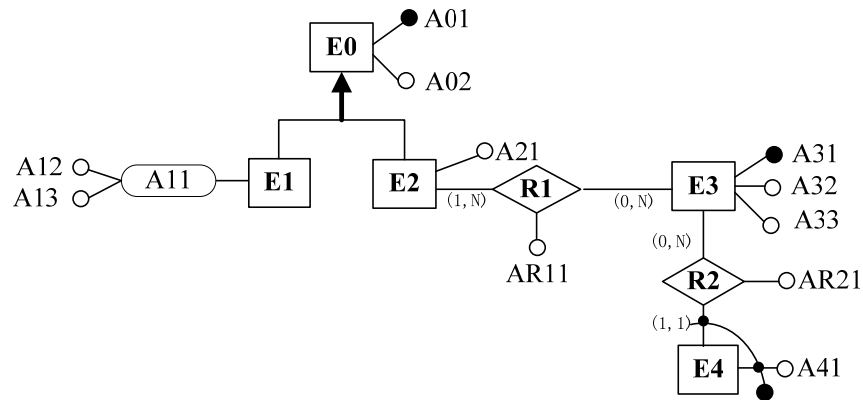 A01
E0
A02
A12
A13
A11
E1
E2
A21
(1,N)
R1
(0,N)
AR11
E3
A31
A32
A33
(0,N)
R2
AR21
(1,1)
E4
A41